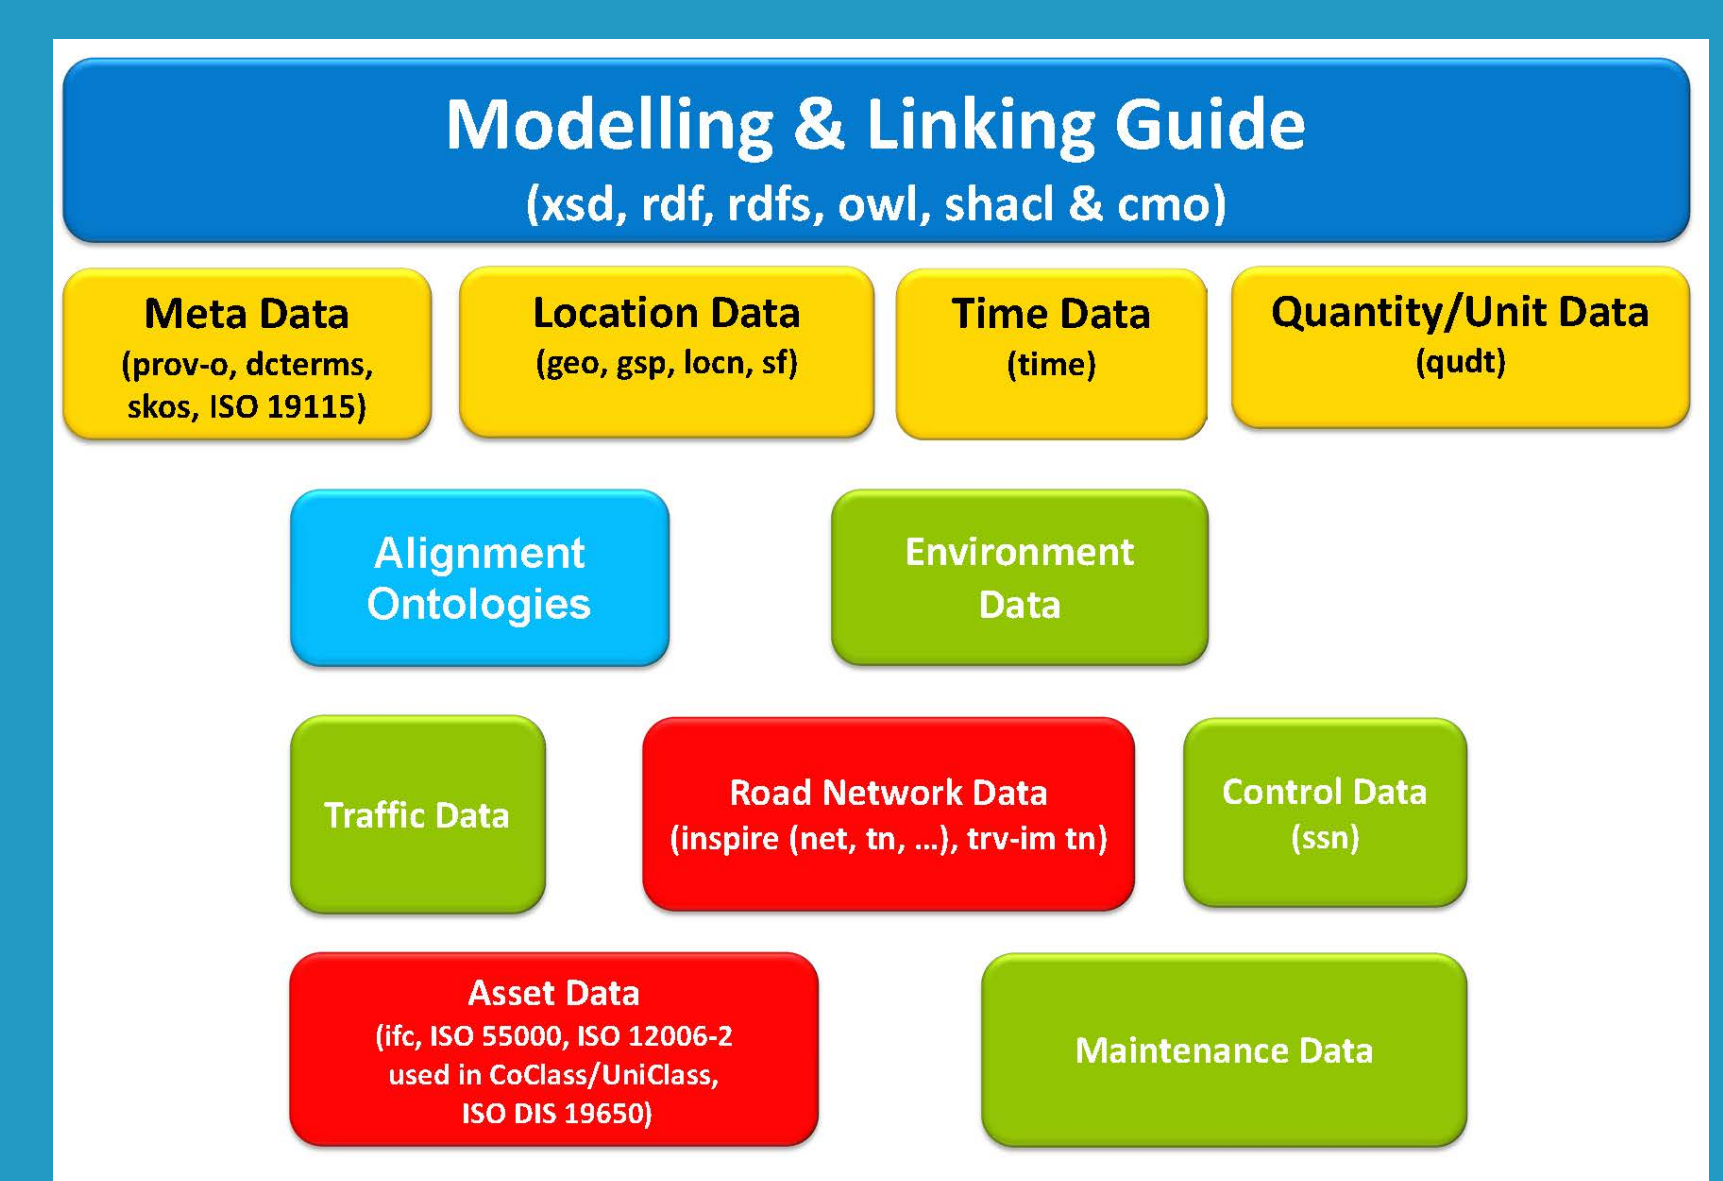 Modelling & Linking Guide
(xsd, rdf, rdfs, owl, shacl & cmo)
Meta Data
(prov-o, dcterms,
skos, ISO 19115)
Location Data
(geo, gsp, locn, sf)
Time Data
(time)
Quantity/Unit Data
(qudt)
Alignment
Ontologies
Environment
Data
Traffic Data
Road Network Data
(inspire (net, tn, ...), trv-im tn)
Control Data
(ssn)
Asset Data
(ifc, ISO 55000, ISO 12006-2
used in CoClass/UniClass,
ISO DIS 19650)
Maintenance Data